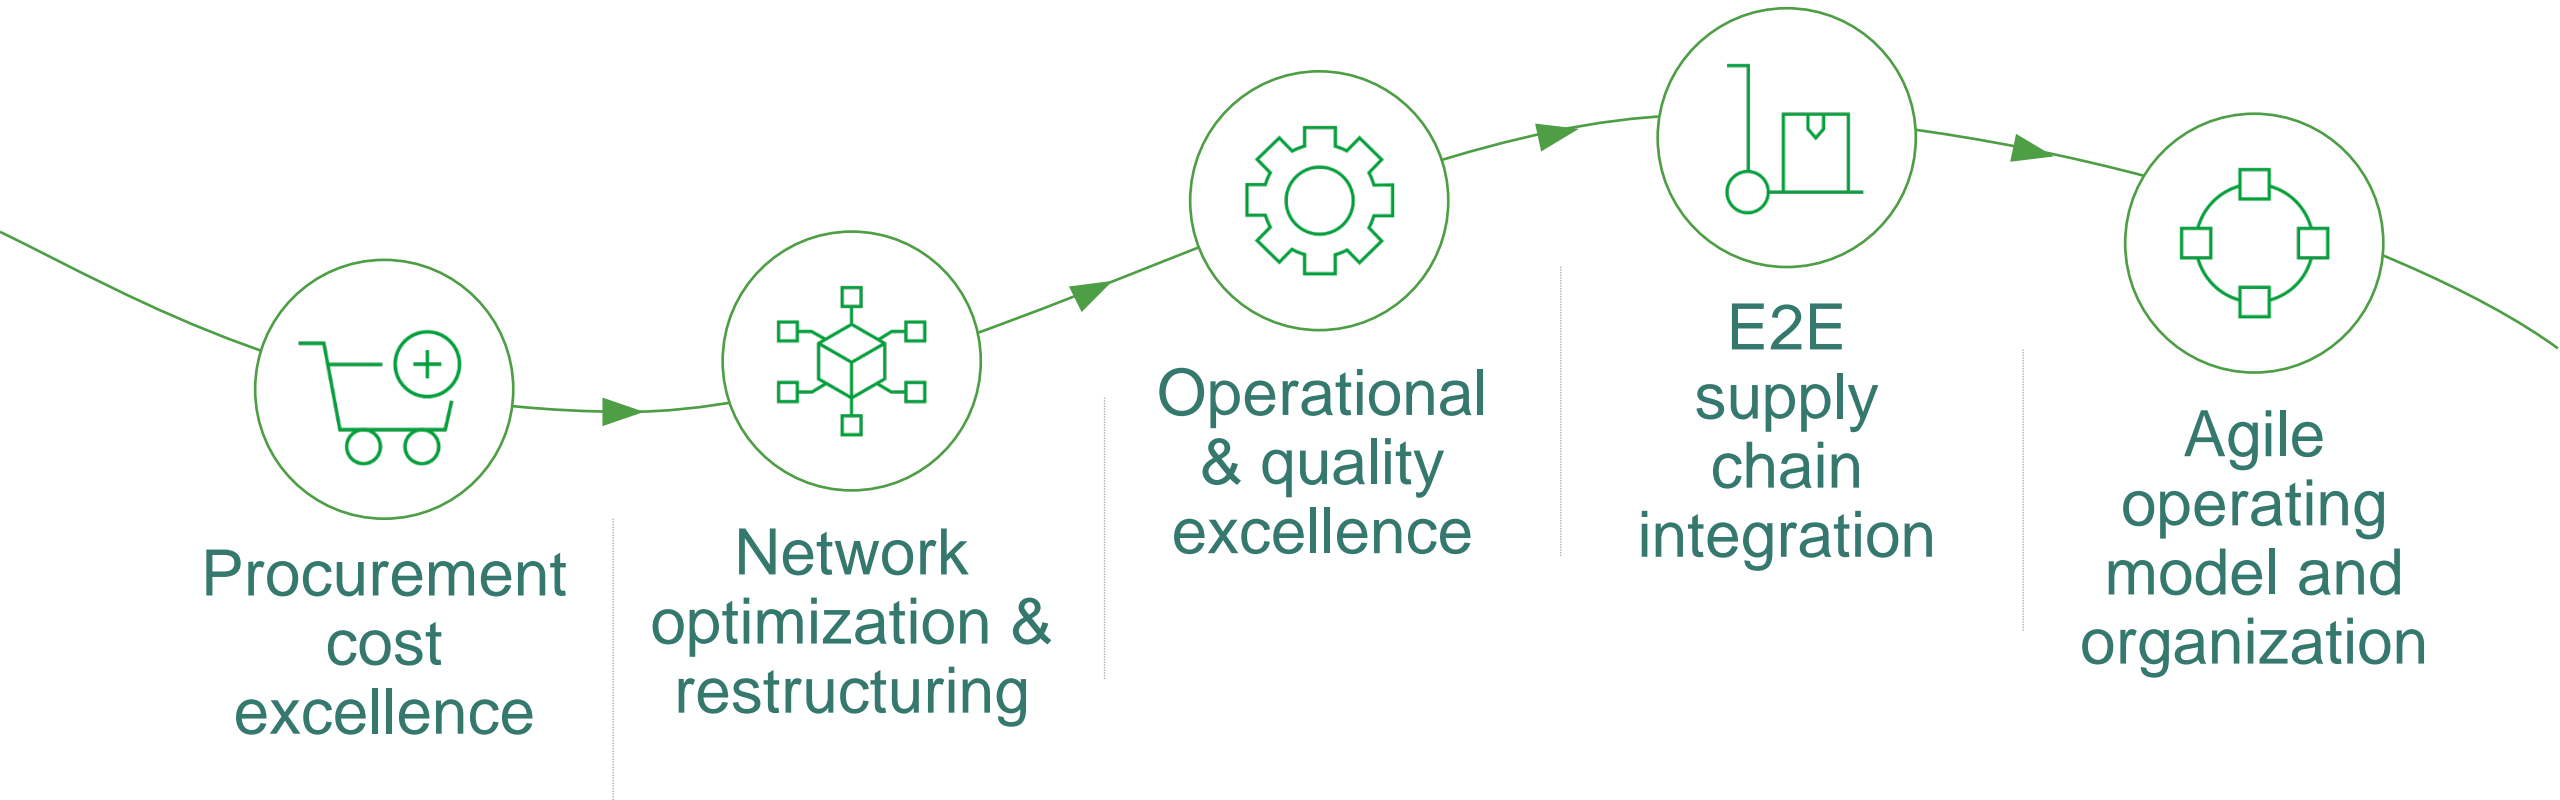 Procurement
cost
excellence
Network
optimization &
restructuring
Operational
& quality
excellence
E2E
supply
chain
integration
Agile
operating
model and
organization